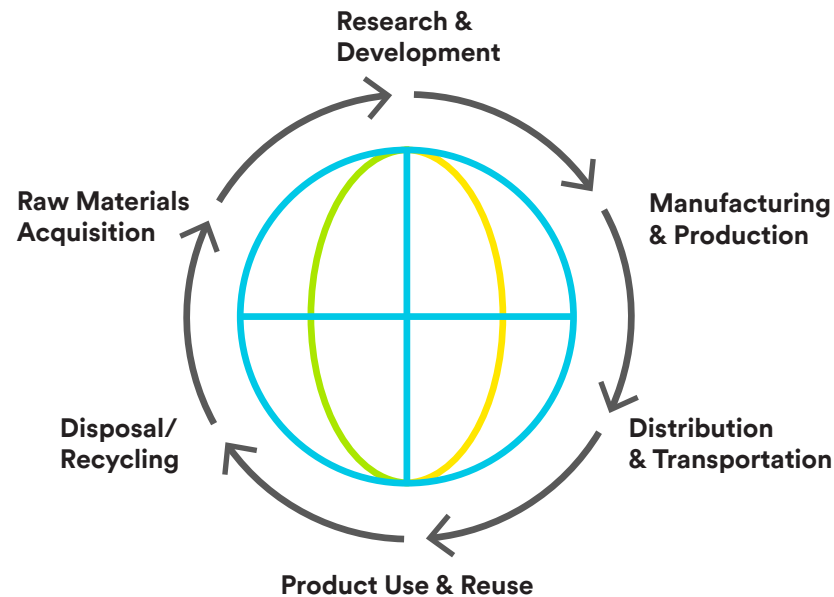 Research &
Development
Manufacturing
& Production
Distribution
& Transportation
Product Use & Reuse
Disposal/
Recycling
Raw Materials
Acquisition